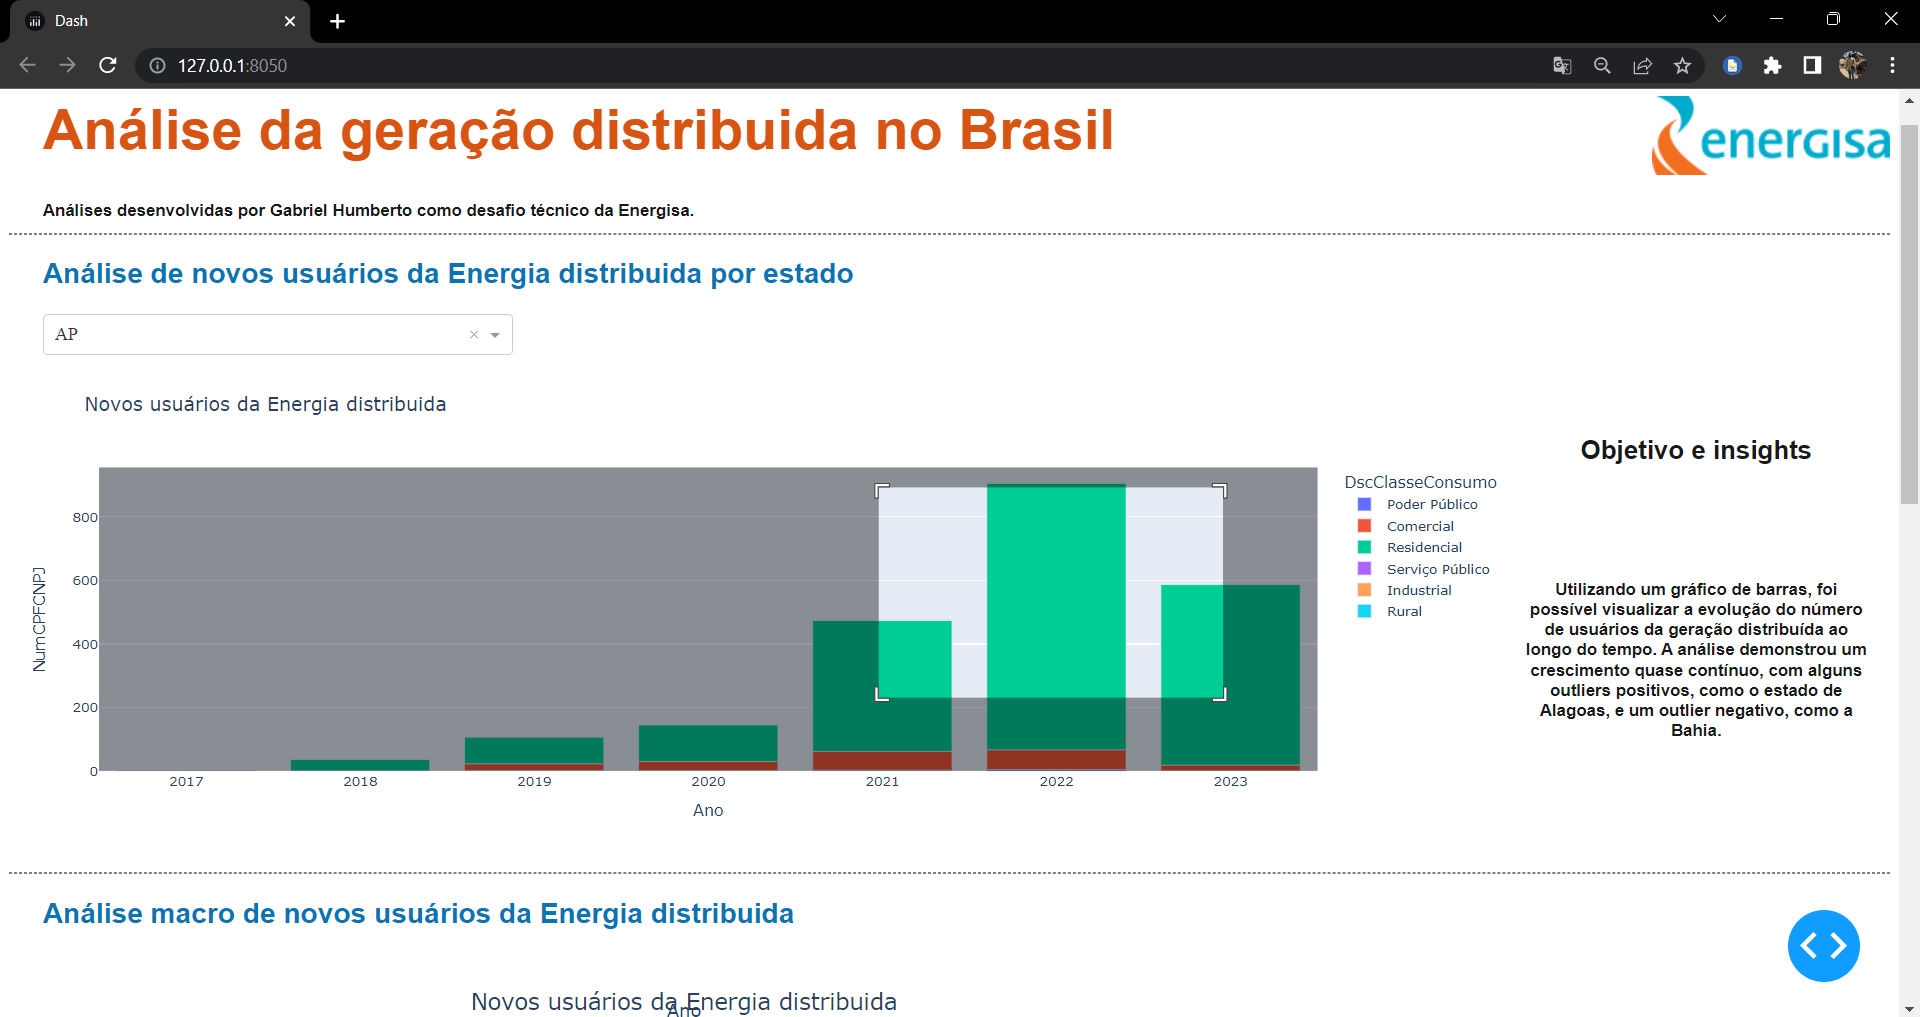 Dash
127.0.0.1:8050
Análise da geração distribuida no Brasil
energisa
Análises desenvolvidas por Gabriel Humberto como desafio técnico da Energisa.
Análise de novos usuários da Energia distribuida por estado
AP
Novos usuários da Energia distribuida
NumCPFCNPJ
800
600
400
200
0
2017 2018 2019 2020 2021 2022 2023
Ano
DscClasseConsumo
Poder Público
Comercial
Residencial
Serviço Público
Industrial
Rural
Objetivo e insights
Utilizando um gráfico de barras, foi
possível visualizar a evolução do número
de usuários da geração distribuída ao
longo do tempo. A análise demonstrou um
crescimento quase contínuo, com alguns
outliers positivos, como o estado de
Alagoas, e um outlier negativo, como a
Bahia.
Análise macro de novos usuários da Energia distribuida
Novos usuários da Energia distribuida
Ano